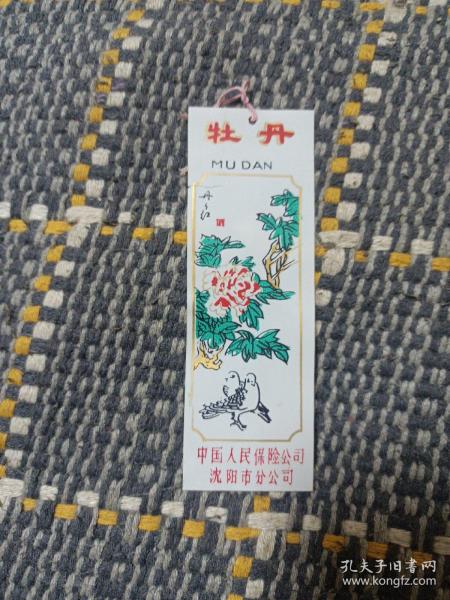 牡丹
MU DAN
中国人民保险公司
沈阳市分公司
孔夫子旧书网
www.kongfz.com